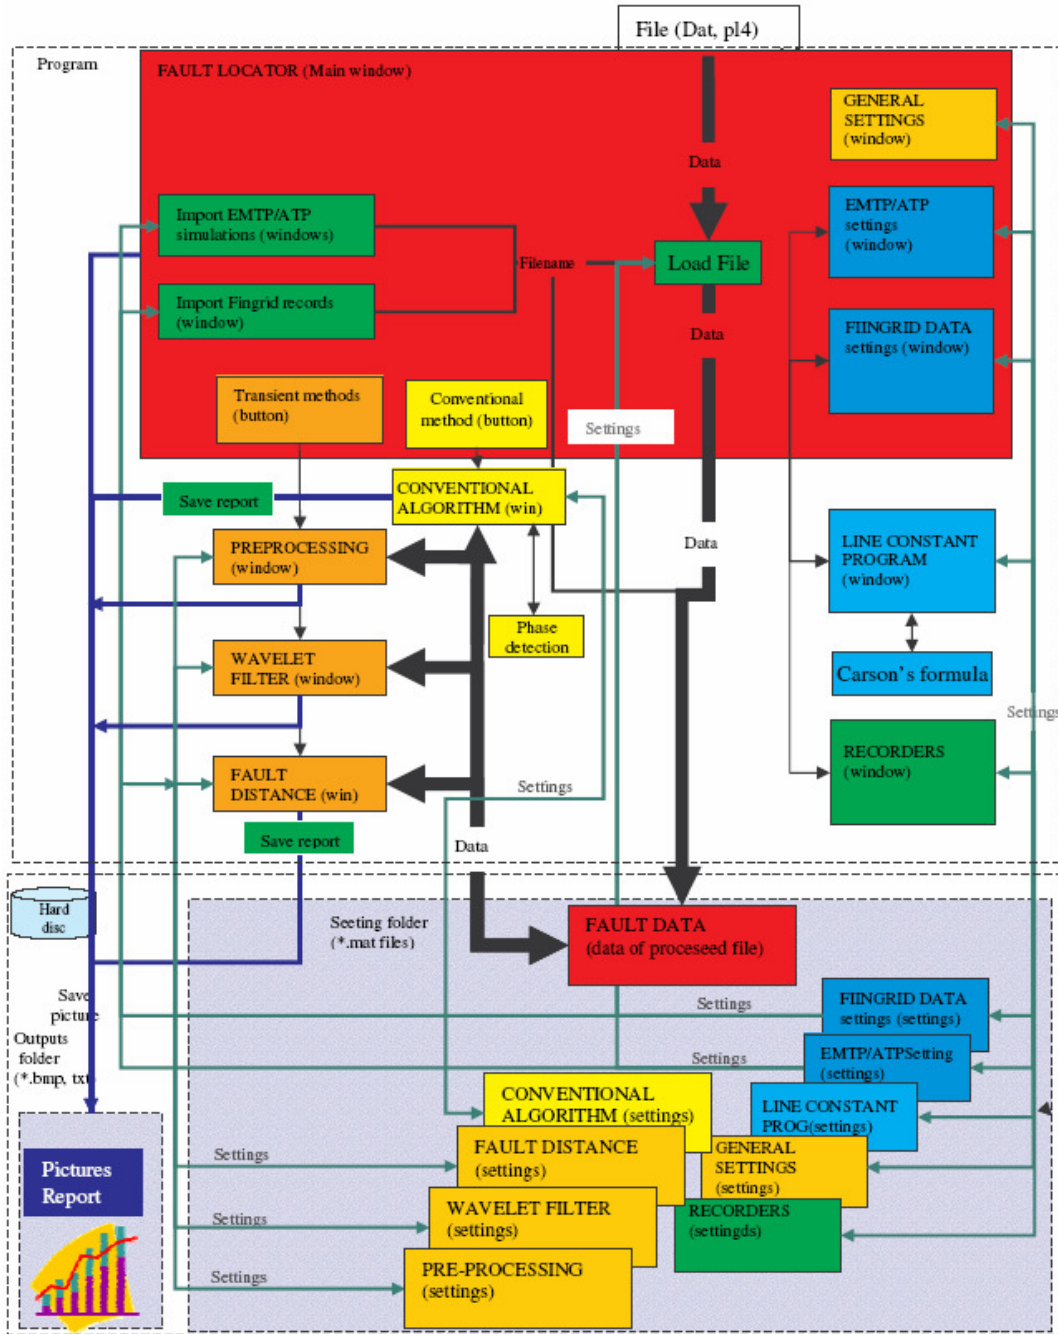 File (Dat, pl4)
Program
FAULT LOCATOR (Main window)
GENERAL
SETTINGS
(window)
Data
Import EMTP/ATP
simulations (windows)
EMTP/ATP
settings
(window)
Filename
Load File
Import Fingrid records
(window)
Data
FIINGRID DATA
settings (window)
Transient methods
(button)
Conventional
method (button)
Settings
Save report
CONVENTIONAL
ALGORITHM (win)
PREPROCESSING
(window)
Data
LINE CONSTANT
PROGRAM
(window)
Phase
detection
WAVELET
FILTER (window)
Carson's formula
Settings
RECORDERS
(window)
FAULT
DISTANCE (win)
Settings
Save report
Data
Hard
disc
Seeting folder
(*.mat files)
FAULT DATA
(data of proceseed file)
Save
picture
Settings
FIINGRID DATA
settings (settings)
Outputs
folder
(*.bmp, txt)
Settings
EMTP/ATPSetting
(settings)
CONVENTIONAL
ALGORITHM (settings)
LINE CONSTANT
PROG(settings)
Settings
FAULT DISTANCE
(settings)
GENERAL
SETTINGS
(settings)
Pictures
Report
Settings
WAVELET FILTER
(settings)
RECORDERS
(settingds)
Settings
PRE-PROCESSING
(settings)